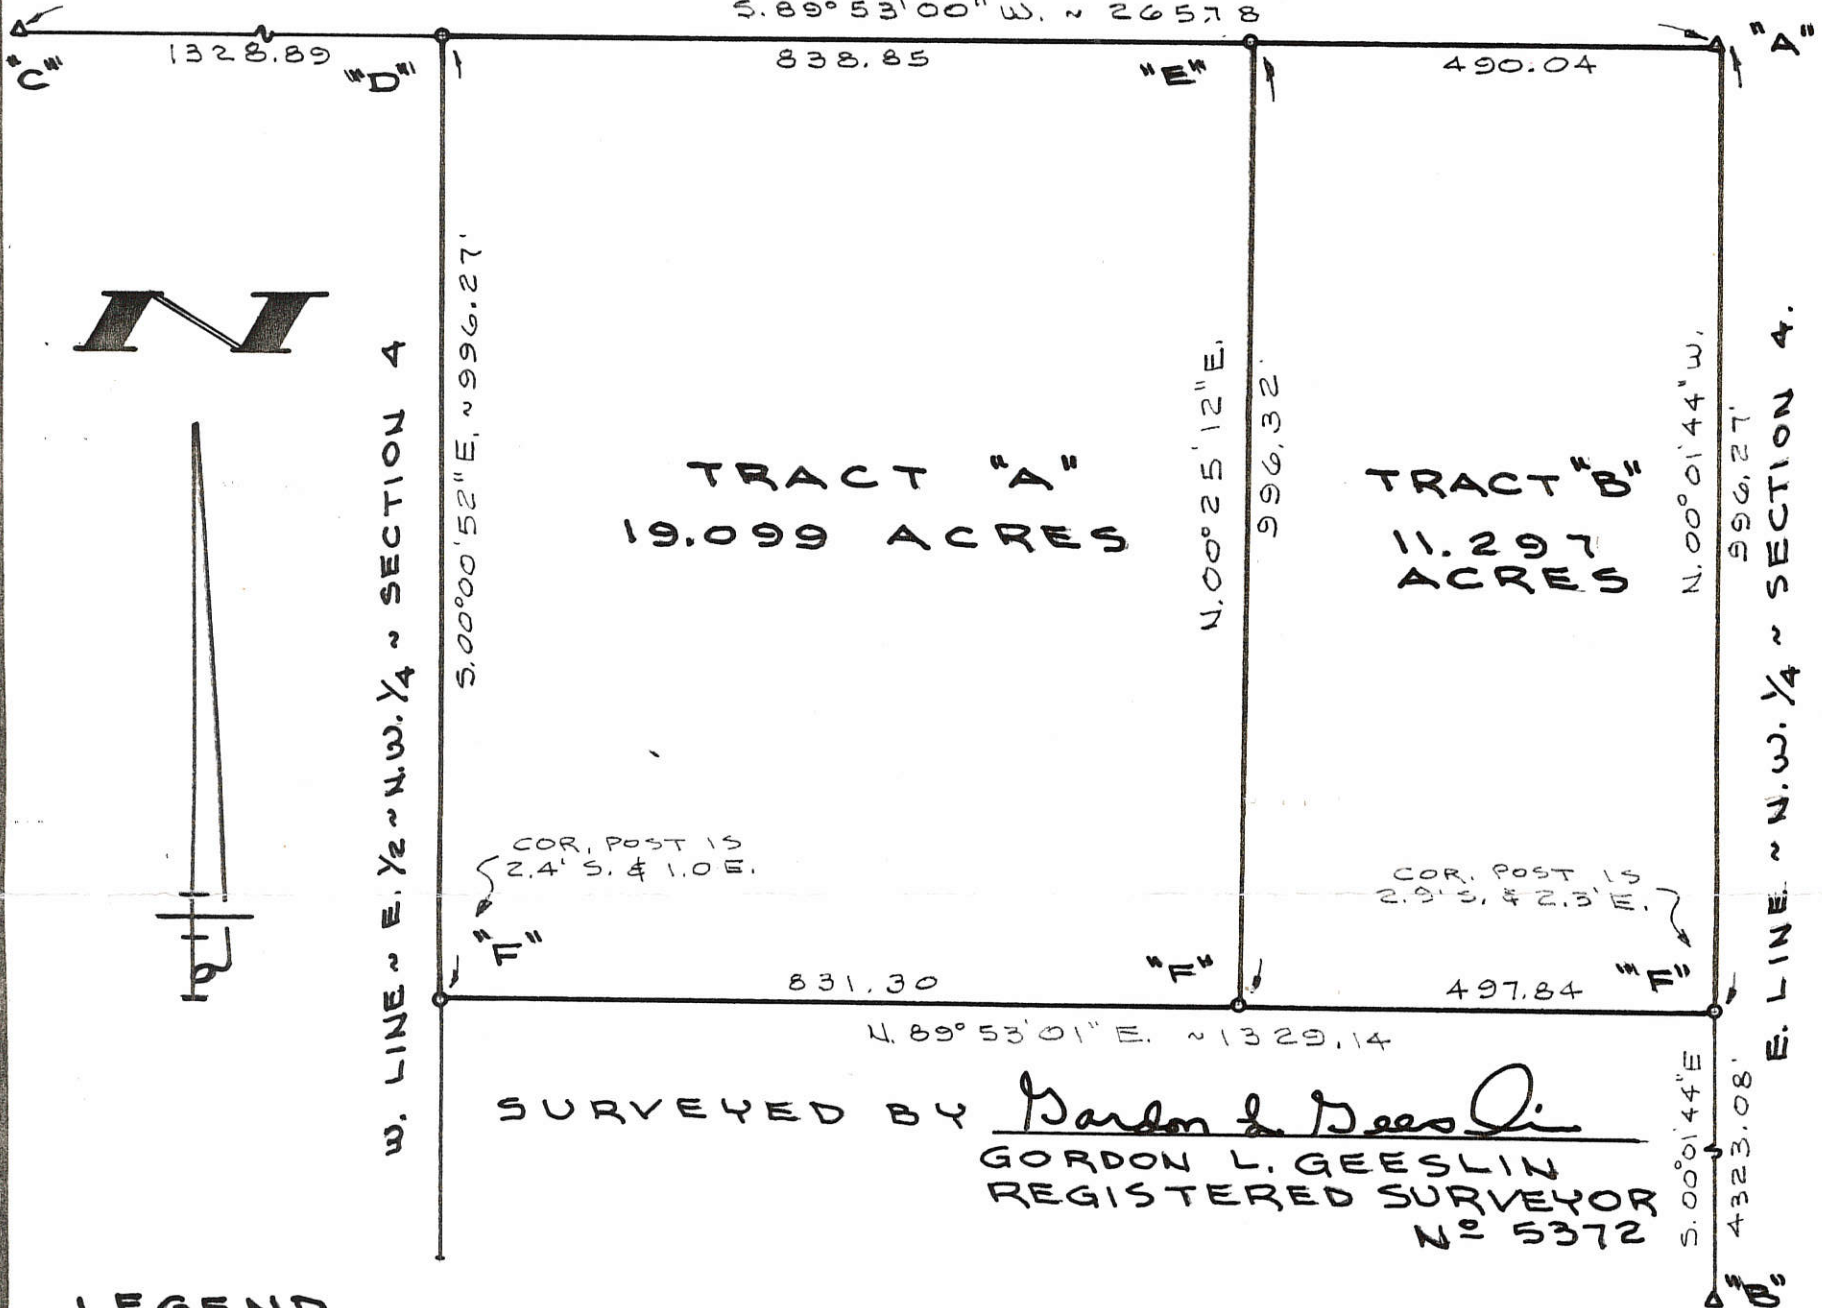 S. 89° 53' 00" W. ~ 2657.78
"C"
1328.89
"D"
838.85
"E"
490.04
"A"
N
W. LINE ~ E. 1/2 ~ N.W. 1/4 ~ SECTION 4
S. 00° 00' 52" E. ~ 996.27'
TRACT "A"
19.099 ACRES
N. 00° 25' 12" E.
996.32'
TRACT "B"
11.297
ACRES
N. 00° 01' 44" W.
996.27'
E. LINE ~ N.W. 1/4 ~ SECTION 4.
COR. POST IS
2.4' S. & 1.0 E.
"F"
COR. POST IS
2.9' S. & 2.3' E.
831.30
"F"
497.84
"F"
N. 89° 53' 01" E. ~ 1329.14
SURVEYED BY Gordon L Geeslin
GORDON L. GEESLIN
REGISTERED SURVEYOR
Nº 5372
S. 00° 01' 44" E
4323.08'
"B"
LEGEND